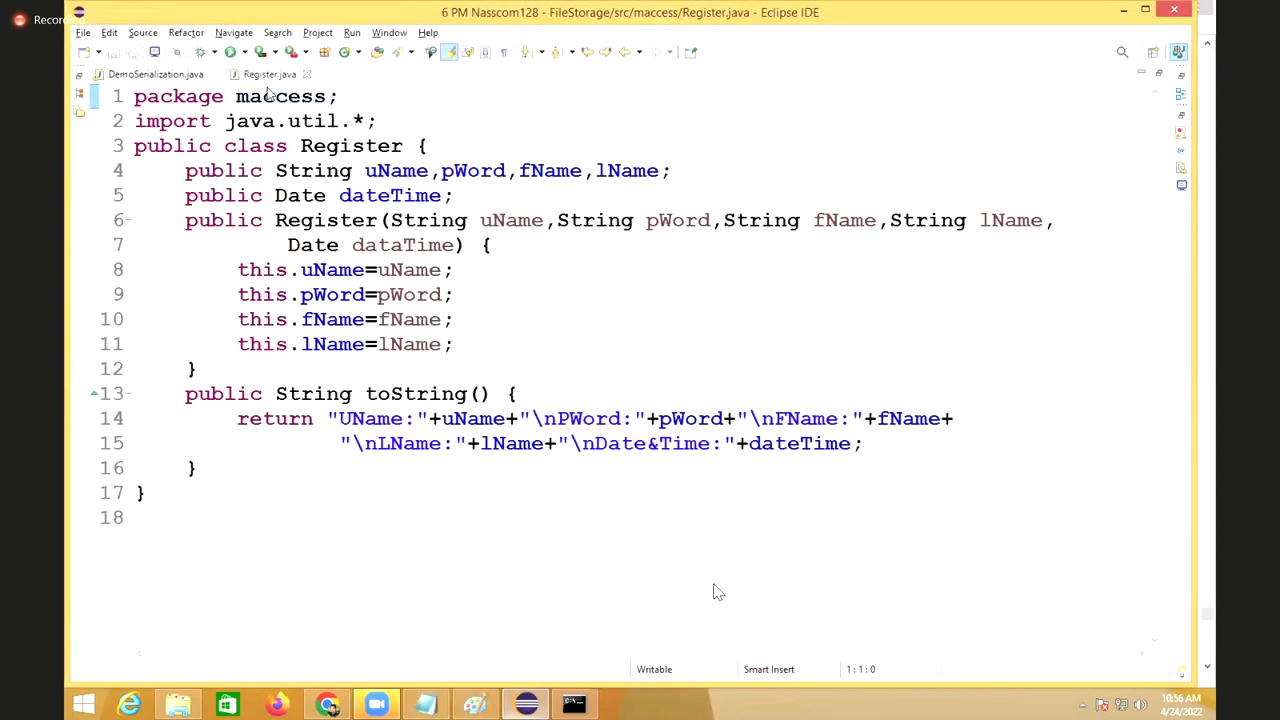 Recor
6 PM Nasscom128 - FileStorage/src/maccess/Register.java - Eclipse IDE
File Edit Source Refactor Navigate Search Project Run Window Help
DemoSerialization.java Register.java
1 package maccess;
2 import java.util.*;
3 public class Register {
4 public String uName,pWord,fName,lName;
5 public Date dateTime;
6 public Register(String uName,String pWord,String fName,String lName,
7 Date dataTime) {
8 this.uName=uName;
9 this.pWord=pWord;
10 this.fName=fName;
11 this.lName=lName;
12 }
13 public String toString() {
14 return "UName:"+uName+"\nPWord:"+pWord+"\nFName:"+fName+
15 "\nLName:"+lName+"\nDate&Time:"+dateTime;
16 }
17 }
18
Writable Smart Insert 1:1:0
10:56 AM
4/24/2022